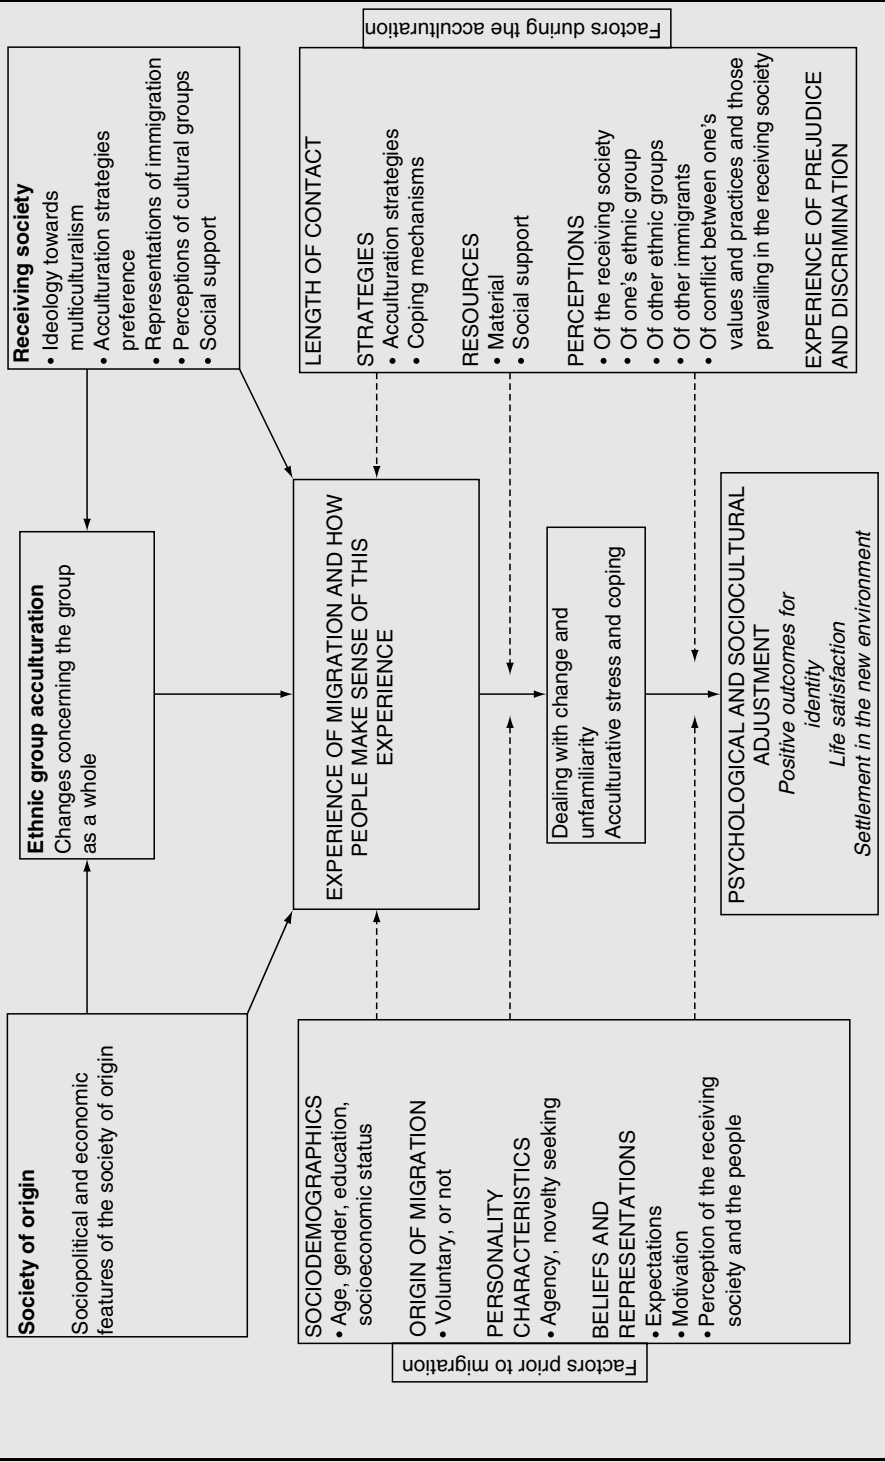 Society of origin
Sociopolitical and economic
features of the society of origin
Ethnic group acculturation
Changes concerning the group
as a whole
Receiving society
• Ideology towards
multiculturalism
• Acculturation strategies
preference
• Representations of immigration
• Perceptions of cultural groups
• Social support
Factors prior to migration
SOCIODEMOGRAPHICS
• Age, gender, education,
socioeconomic status
ORIGIN OF MIGRATION
• Voluntary, or not
PERSONALITY
CHARACTERISTICS
• Agency, novelty seeking
BELIEFS AND
REPRESENTATIONS
• Expectations
• Motivation
• Perception of the receiving
society and the people
EXPERIENCE OF MIGRATION AND HOW
PEOPLE MAKE SENSE OF THIS
EXPERIENCE
Dealing with change and
unfamiliarity
Acculturative stress and coping
PSYCHOLOGICAL AND SOCIOCULTURAL
ADJUSTMENT
Positive outcomes for
identity
Life satisfaction
Settlement in the new environment
LENGTH OF CONTACT
STRATEGIES
• Acculturation strategies
• Coping mechanisms
RESOURCES
• Material
• Social support
PERCEPTIONS
• Of the receiving society
• Of one's ethnic group
• Of other ethnic groups
• Of other immigrants
• Of conflict between one's
values and practices and those
prevailing in the receiving society
EXPERIENCE OF PREJUDICE
AND DISCRIMINATION
Factors during the acculturation